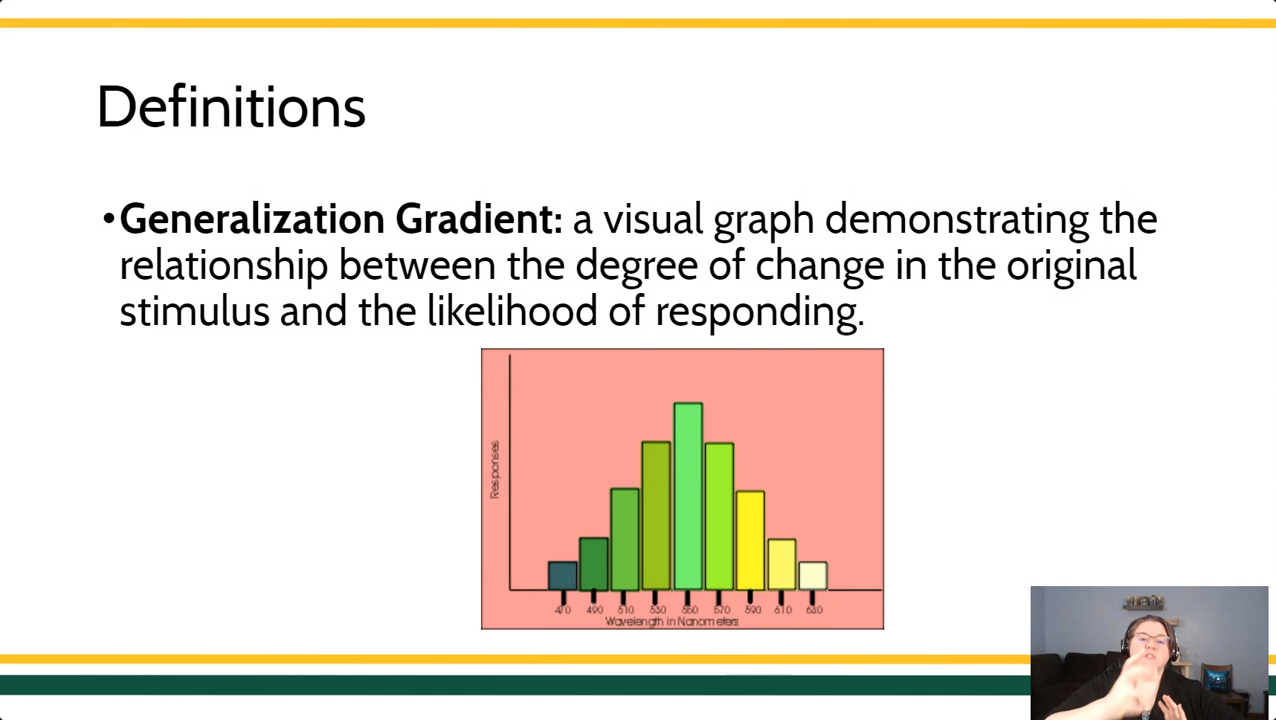 Definitions
•Generalization Gradient: a visual graph demonstrating the
relationship between the degree of change in the original
stimulus and the likelihood of responding.
Responses
470 490 510 530 550 570 590 610 630
Wavelength in Nanometers